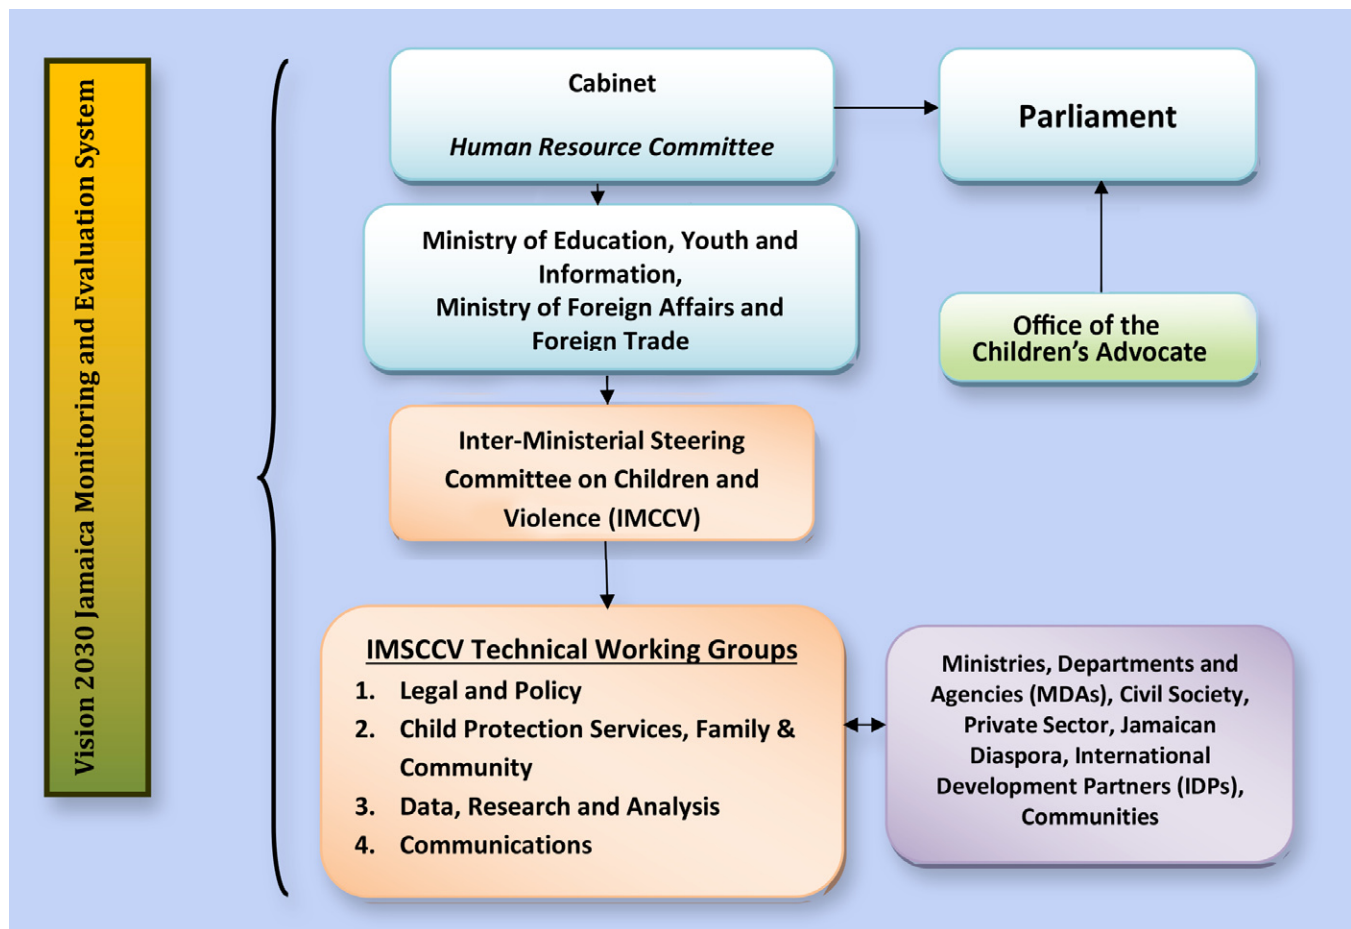 Vision 2030 Jamaica Monitoring and Evaluation System
Cabinet
Human Resource Committee
Parliament
Ministry of Education, Youth and
Information,
Ministry of Foreign Affairs and
Foreign Trade
Office of the
Children’s Advocate
Inter-Ministerial Steering
Committee on Children and
Violence (IMCCV)
IMSCCV Technical Working Groups
1. Legal and Policy
2. Child Protection Services, Family &
Community
3. Data, Research and Analysis
4. Communications
Ministries, Departments and
Agencies (MDAs), Civil Society,
Private Sector, Jamaican
Diaspora, International
Development Partners (IDPs),
Communities